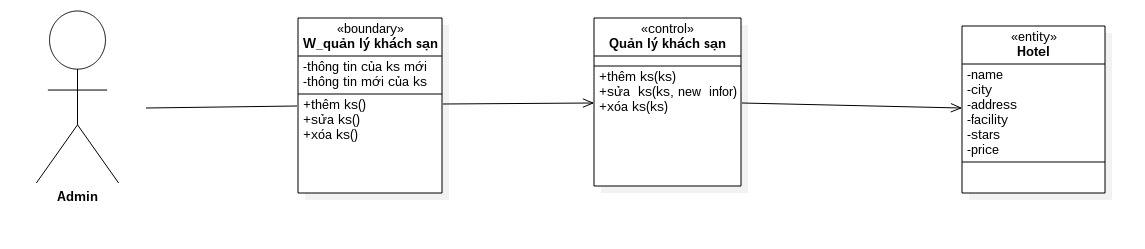 Admin
«boundary»
W_quản lý khách sạn
-thông tin của ks mới
-thông tin mới của ks
+thêm ks()
+sửa ks()
+xóa ks()
«control»
Quản lý khách sạn
+thêm ks(ks)
+sửa  ks(ks, new  infor)
+xóa ks(ks)
«entity»
Hotel
-name
-city
-address
-facility
-stars
-price